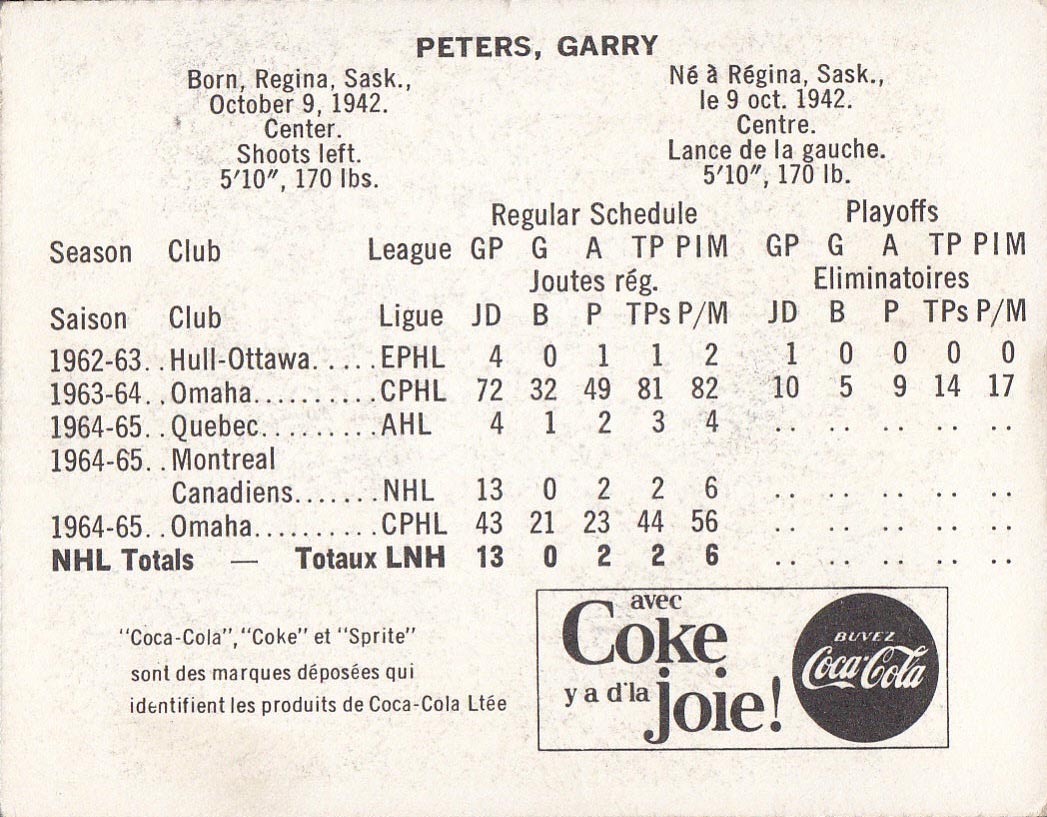 PETERS, GARRY
Born, Regina, Sask.,
October 9, 1942.
Center.
Shoots left.
5'10", 170 lbs.
Né à Régina, Sask.,
le 9 oct. 1942.
Centre.
Lance de la gauche.
5'10", 170 lb.
Regular Schedule Playoffs
Season Club League GP G A TP PIM GP G A TP PIM
Joutes rég. Eliminatoires
Saison Club Ligue JD B P TPs P/M JD B P TPs P/M
1962-63. . Hull-Ottawa. . . . . EPHL 4 0 1 1 2 1 0 0 0 0
1963-64. . Omaha. . . . . . . . . . CPHL 72 32 49 81 82 10 5 9 14 17
1964-65. . Quebec. . . . . . . . . AHL 4 1 2 3 4 . . . . . . . . . .
1964-65. . Montreal
Canadiens. . . . . . . NHL 13 0 2 2 6 . . . . . . . . . .
1964-65. . Omaha. . . . . . . . . . CPHL 43 21 23 44 56 . . . . . . . . . .
NHL Totals — Totaux LNH 13 0 2 2 6 . . . . . . . . . .
"Coca-Cola", "Coke" et "Sprite"
sont des marques déposées qui
identifient les produits de Coca-Cola Ltée
avec
Coke
y a d'la
joie!
BUVEZ
Coca-Cola